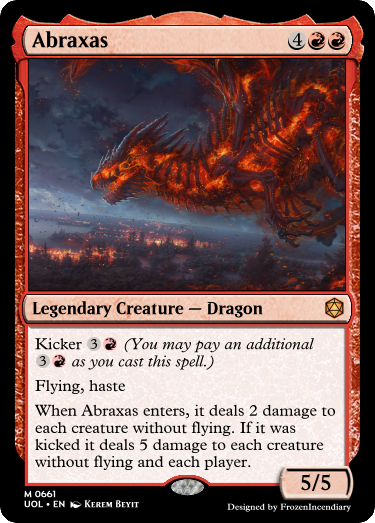 Abraxas 4
Legendary Creature — Dragon
Kicker 3 (You may pay an additional
3 as you cast this spell.)
Flying, haste
When Abraxas enters, it deals 2 damage to
each creature without flying. If it was
kicked it deals 5 damage to each creature
without flying and each player.
5/5
M 0661
UOL • EN Kerem Beyit
Designed by FrozenIncendiary